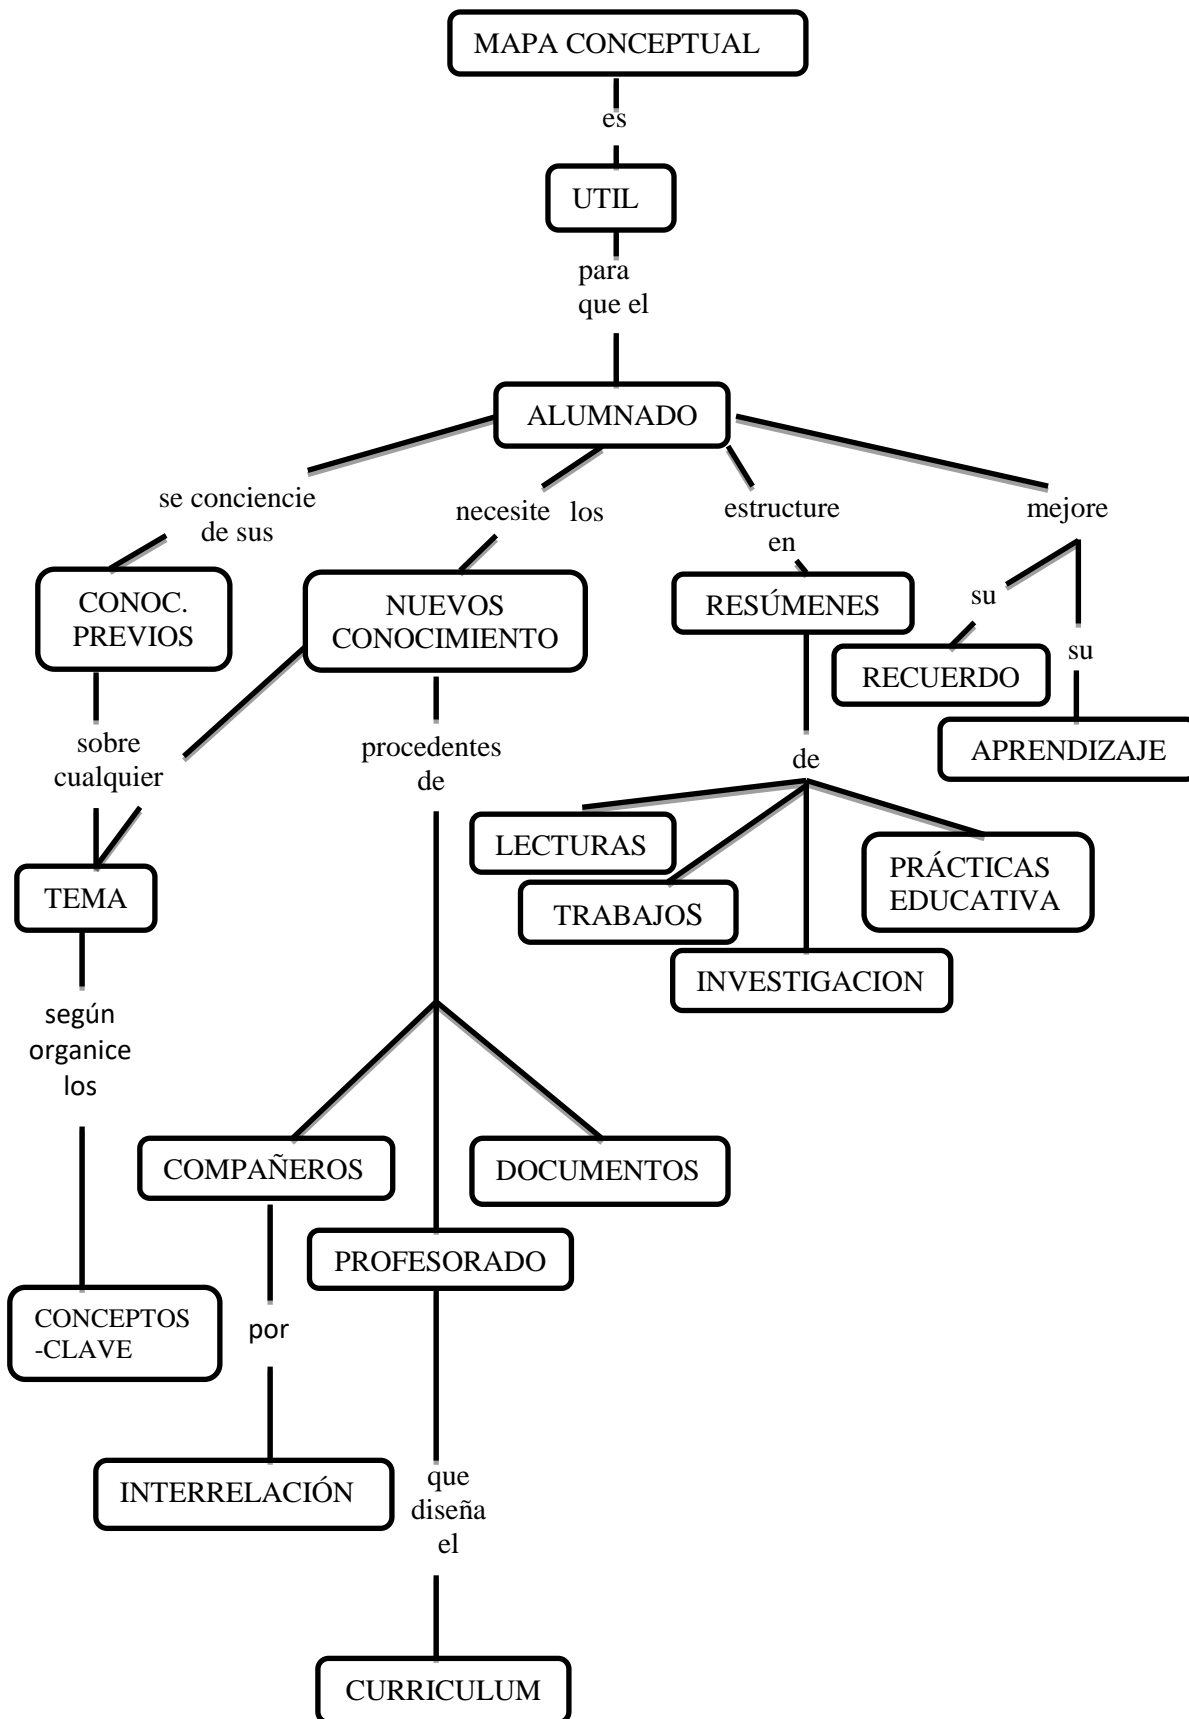 MAPA CONCEPTUAL
es
UTIL
para
que el
ALUMNADO
se conciencie
de sus
necesite los
estructure
en
mejore
CONOC.
PREVIOS
NUEVOS
CONOCIMIENTO
RESÚMENES
su
RECUERDO
su
APRENDIZAJE
sobre
cualquier
procedentes
de
de
LECTURAS
TRABAJOS
PRÁCTICAS
EDUCATIVA
INVESTIGACION
TEMA
según
organice
los
COMPAÑEROS
DOCUMENTOS
PROFESORADO
CONCEPTOS
-CLAVE
por
INTERRELACIÓN
que
diseña
el
CURRICULUM